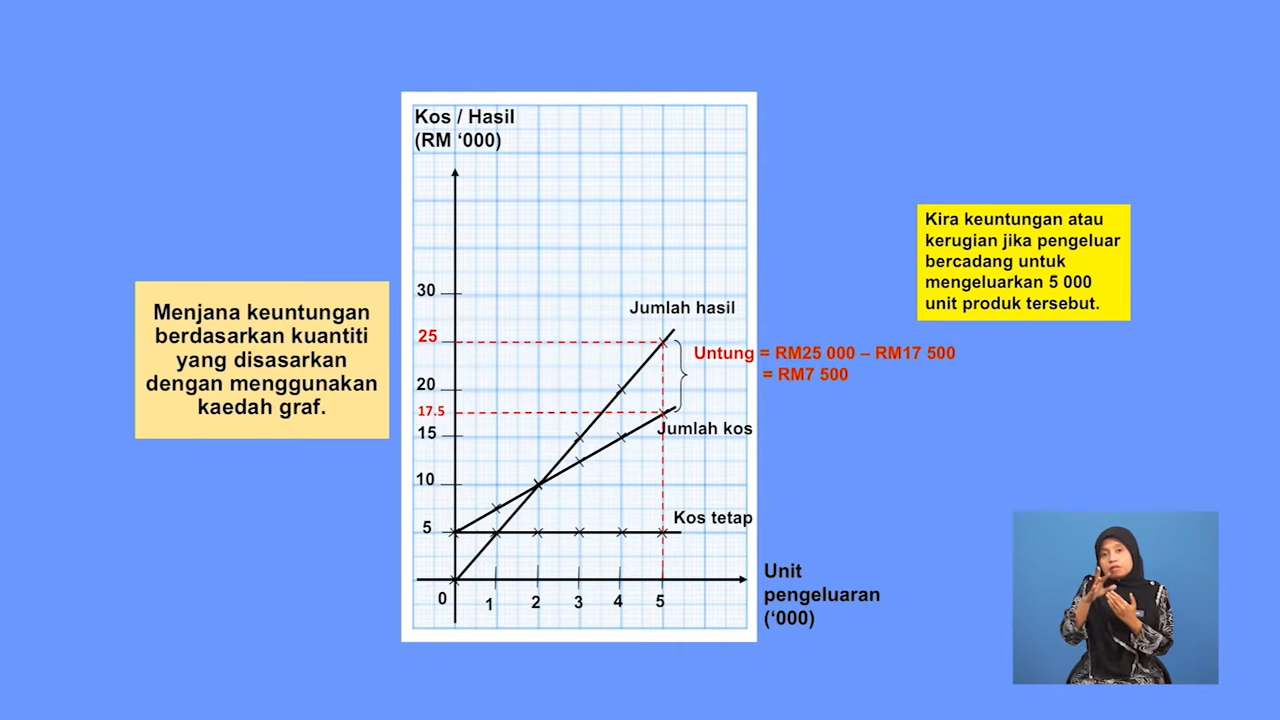 Menjana keuntungan
berdasarkan kuantiti
yang disasarkan
dengan menggunakan
kaedah graf.
Kos / Hasil
(RM ‘000)
30
25
20
17.5
15
10
5
0
1
2
3
4
5
Jumlah hasil
Untung = RM25 000 – RM17 500
= RM7 500
Jumlah kos
Kos tetap
Unit
pengeluaran
(‘000)
Kira keuntungan atau
kerugian jika pengeluar
bercadang untuk
mengeluarkan 5 000
unit produk tersebut.